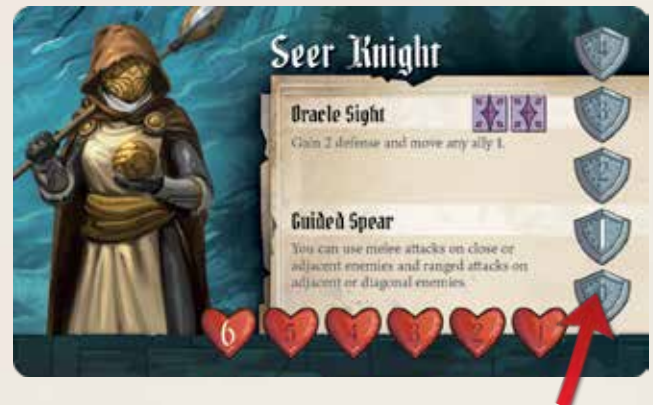 Seer Knight
Oracle Sight
Gain 2 defense and move any ally 1.
Guided Spear
You can use melee attacks on close or
adjacent enemies and ranged attacks on
adjacent or diagonal enemies
4
3
2
1
6 5 4 3 2 1